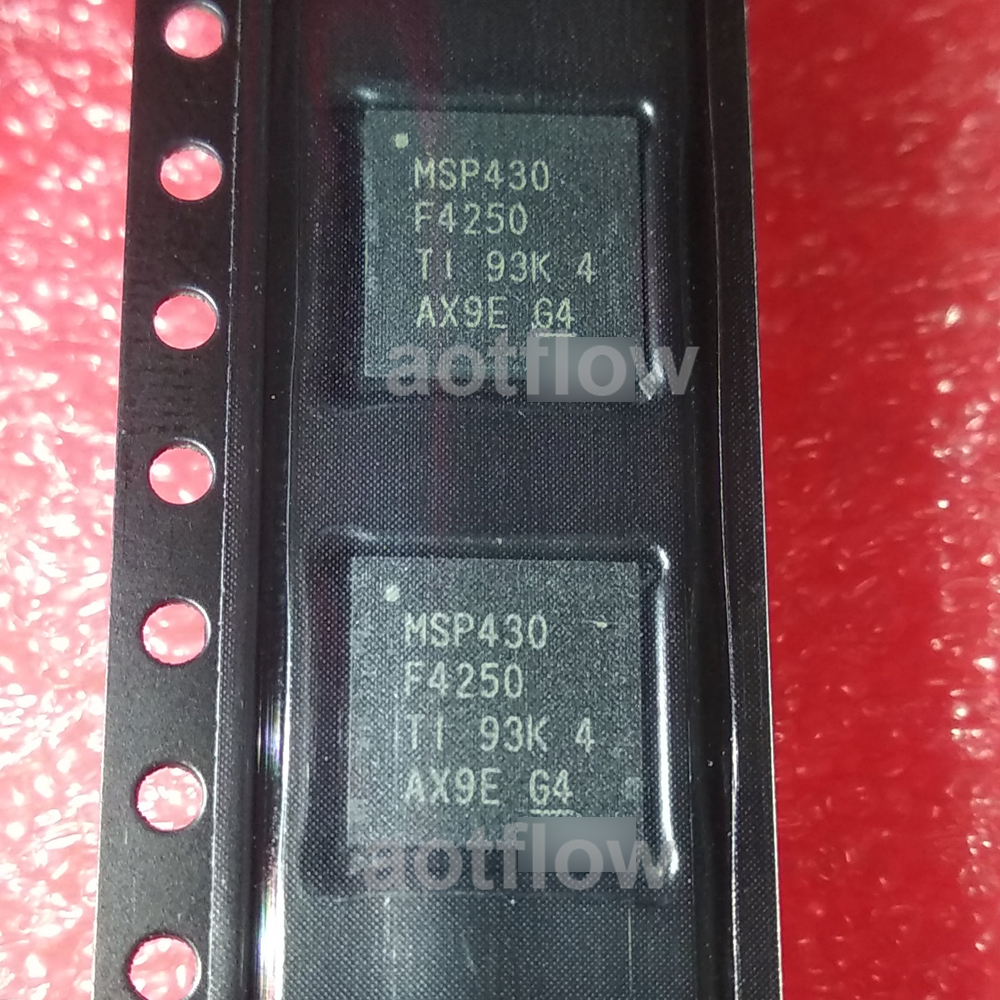 MSP430
F4250
TI 93K 4
AX9E G4
aotflow
MSP430
F4250
TI 93K 4
AX9E G4
aotflow